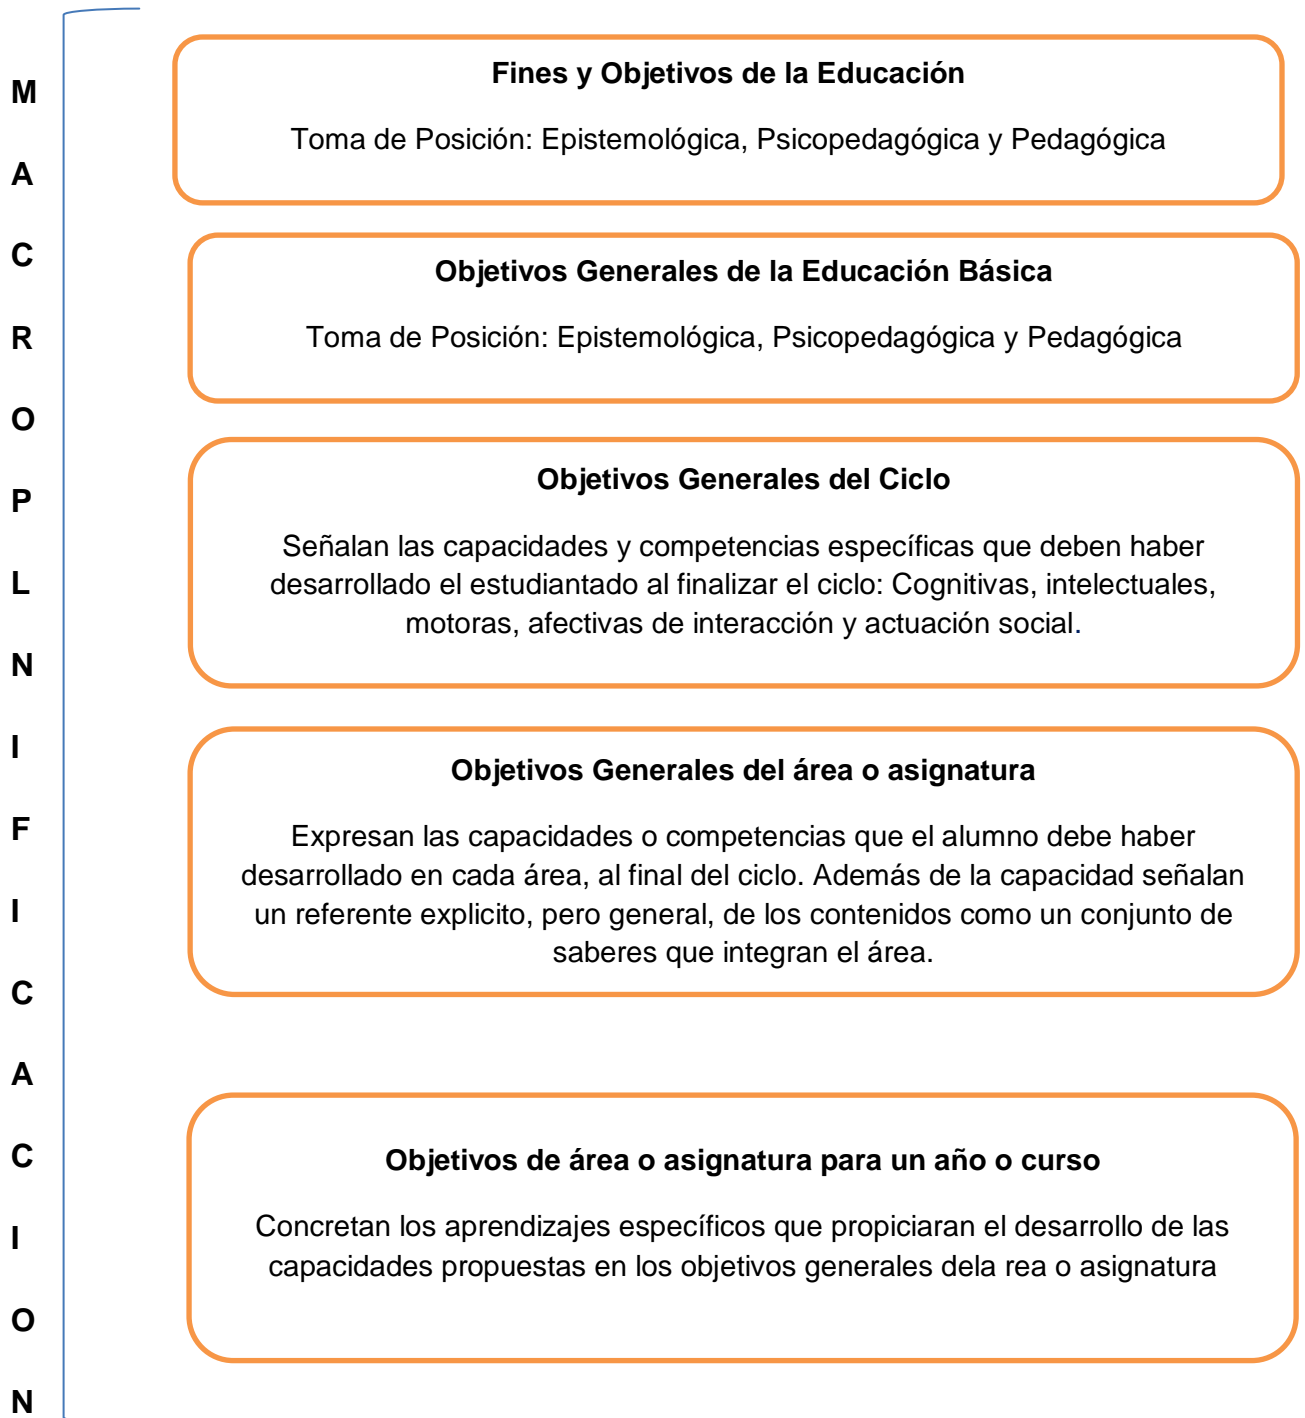 M
A
C
R
O
P
L
N
I
F
I
C
A
C
I
O
N
Fines y Objetivos de la Educación
Toma de Posición: Epistemológica, Psicopedagógica y Pedagógica
Objetivos Generales de la Educación Básica
Toma de Posición: Epistemológica, Psicopedagógica y Pedagógica
Objetivos Generales del Ciclo
Señalan las capacidades y competencias específicas que deben haber
desarrollado el estudiantado al finalizar el ciclo: Cognitivas, intelectuales,
motoras, afectivas de interacción y actuación social.
Objetivos Generales del área o asignatura
Expresan las capacidades o competencias que el alumno debe haber
desarrollado en cada área, al final del ciclo. Además de la capacidad señalan
un referente explicito, pero general, de los contenidos como un conjunto de
saberes que integran el área.
Objetivos de área o asignatura para un año o curso
Concretan los aprendizajes específicos que propiciaran el desarrollo de las
capacidades propuestas en los objetivos generales dela rea o asignatura